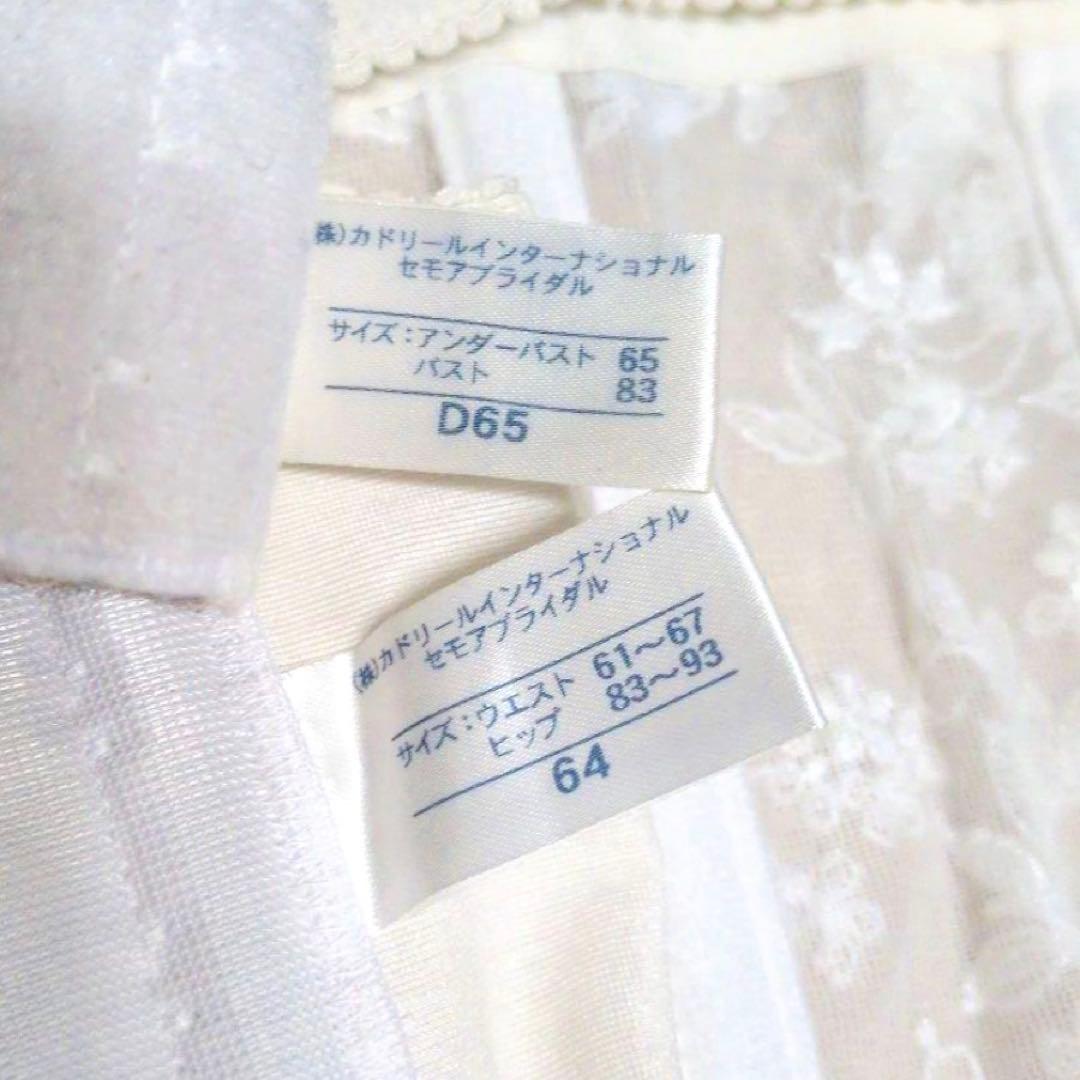 株)カドリールインターナショナル
セモアブライダル
サイズ：アンダーバスト 65
バスト 83
D65
(株)カドリールインターナショナル
セモアブライダル
サイズ：ウエスト 61〜67
ヒップ 83〜93
64